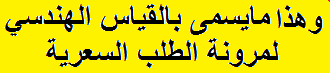 وهذا مايسمى بالقياس الهندسي
لمرونة الطلب السعرية